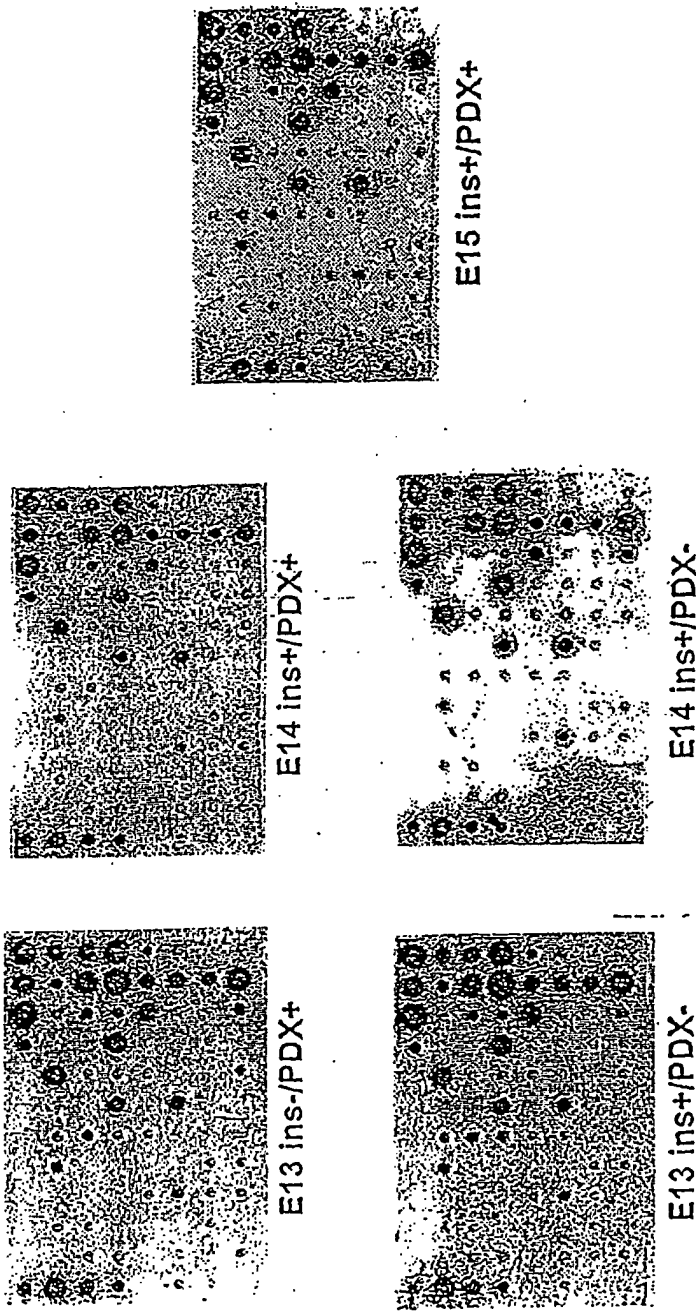 E13 ins-/PDX+
E14 ins+/PDX+
E15 ins+/PDX+
E13 ins+/PDX-
E14 ins+/PDX-